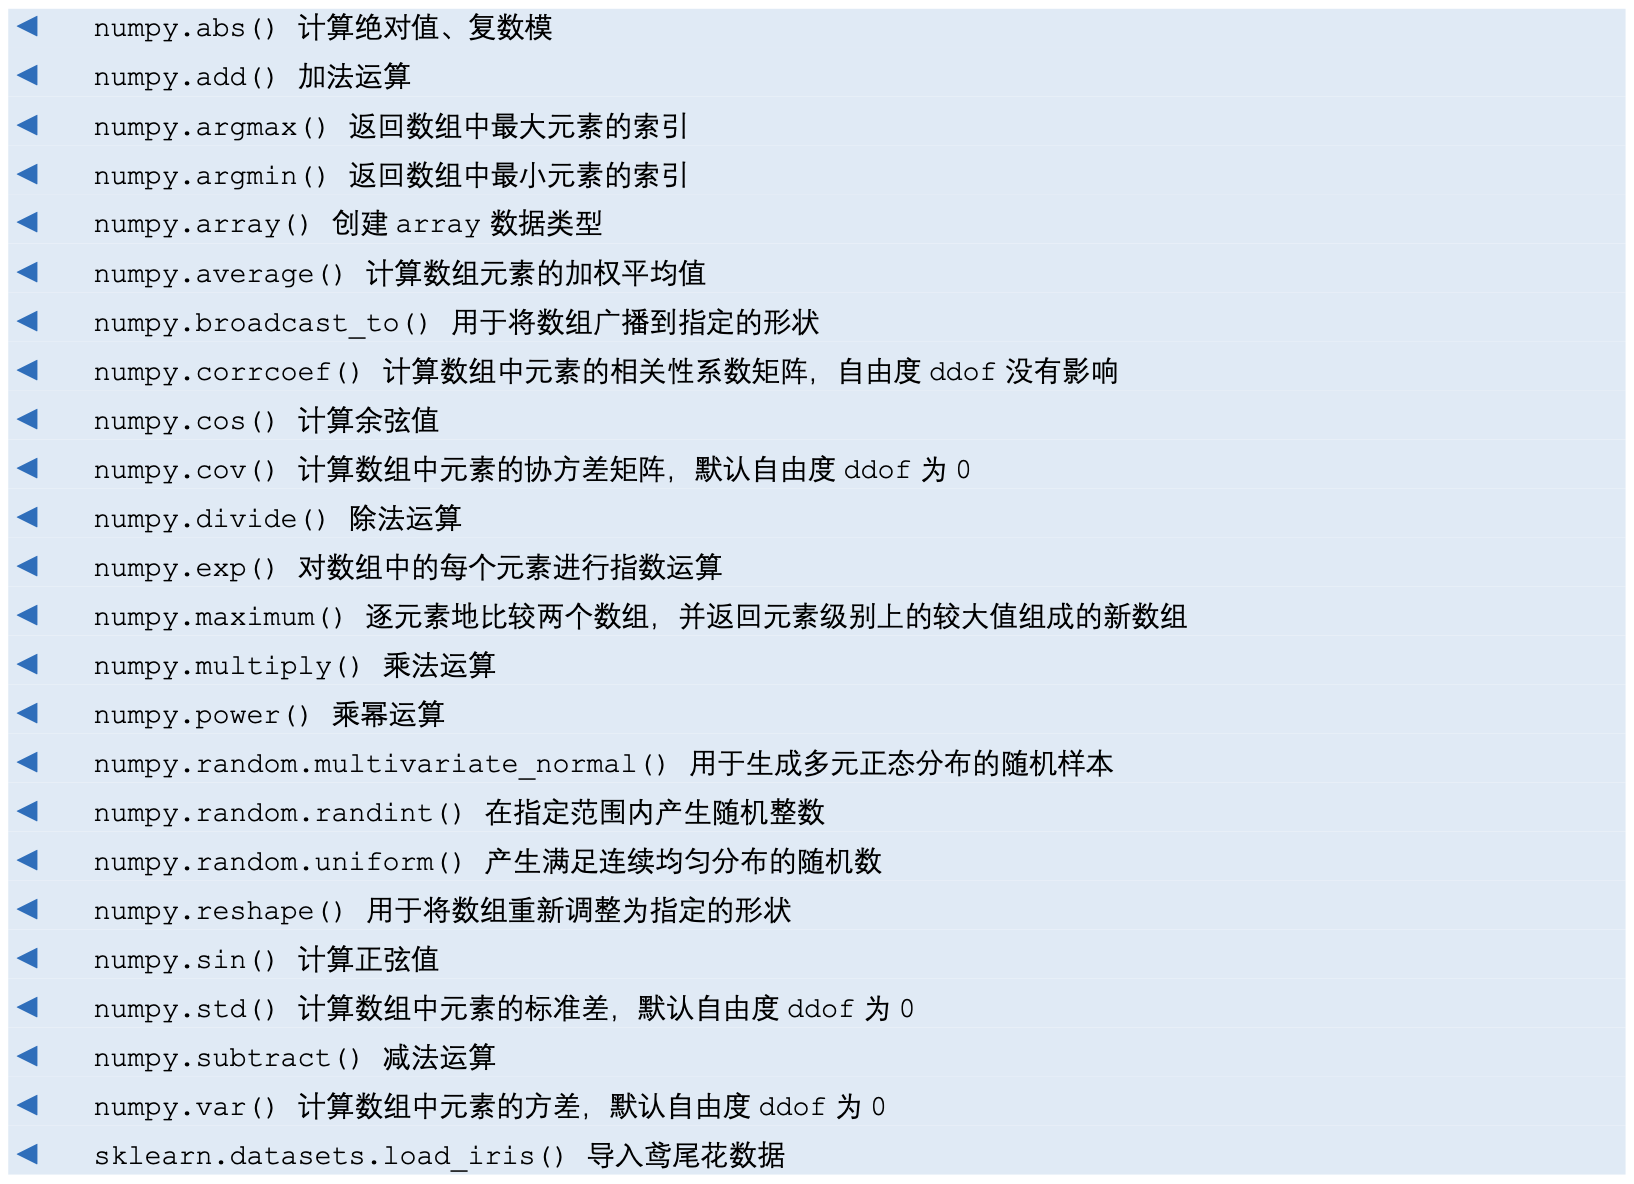 numpy.abs() 计算绝对值、复数模
numpy.add() 加法运算
numpy.argmax() 返回数组中最大元素的索引
numpy.argmin() 返回数组中最小元素的索引
numpy.array() 创建 array 数据类型
numpy.average() 计算数组元素的加权平均值
numpy.broadcast_to() 用于将数组广播到指定的形状
numpy.corrcoef() 计算数组中元素的相关性系数矩阵，自由度 ddof 没有影响
numpy.cos() 计算余弦值
numpy.cov() 计算数组中元素的协方差矩阵，默认自由度 ddof 为 0
numpy.divide() 除法运算
numpy.exp() 对数组中的每个元素进行指数运算
numpy.maximum() 逐元素地比较两个数组，并返回元素级别上的较大值组成的新数组
numpy.multiply() 乘法运算
numpy.power() 乘幂运算
numpy.random.multivariate_normal() 用于生成多元正态分布的随机样本
numpy.random.randint() 在指定范围内产生随机整数
numpy.random.uniform() 产生满足连续均匀分布的随机数
numpy.reshape() 用于将数组重新调整为指定的形状
numpy.sin() 计算正弦值
numpy.std() 计算数组中元素的标准差，默认自由度 ddof 为 0
numpy.subtract() 减法运算
numpy.var() 计算数组中元素的方差，默认自由度 ddof 为 0
sklearn.datasets.load_iris() 导入鸢尾花数据